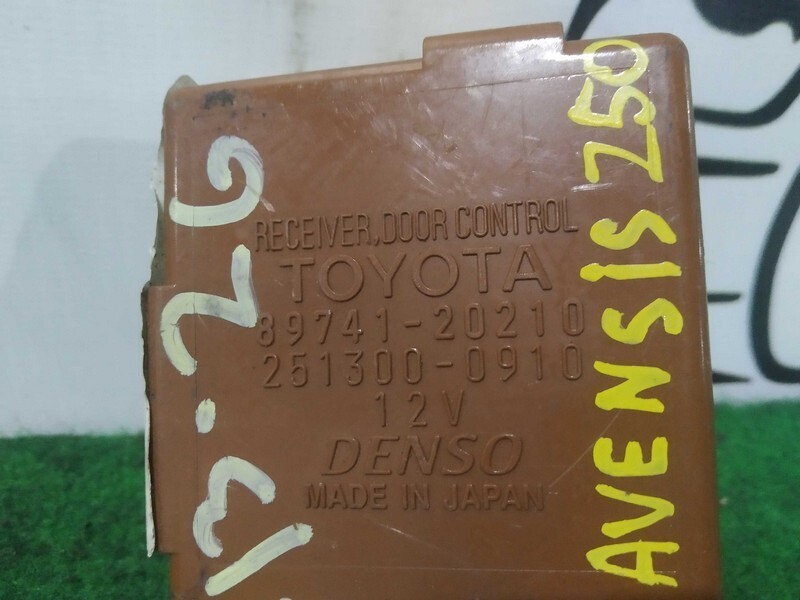 RECEIVER, DOOR CONTROL
TOYOTA
89741-20210
251300-0910
12V
DENSO
MADE IN JAPAN
AVENSIS 250